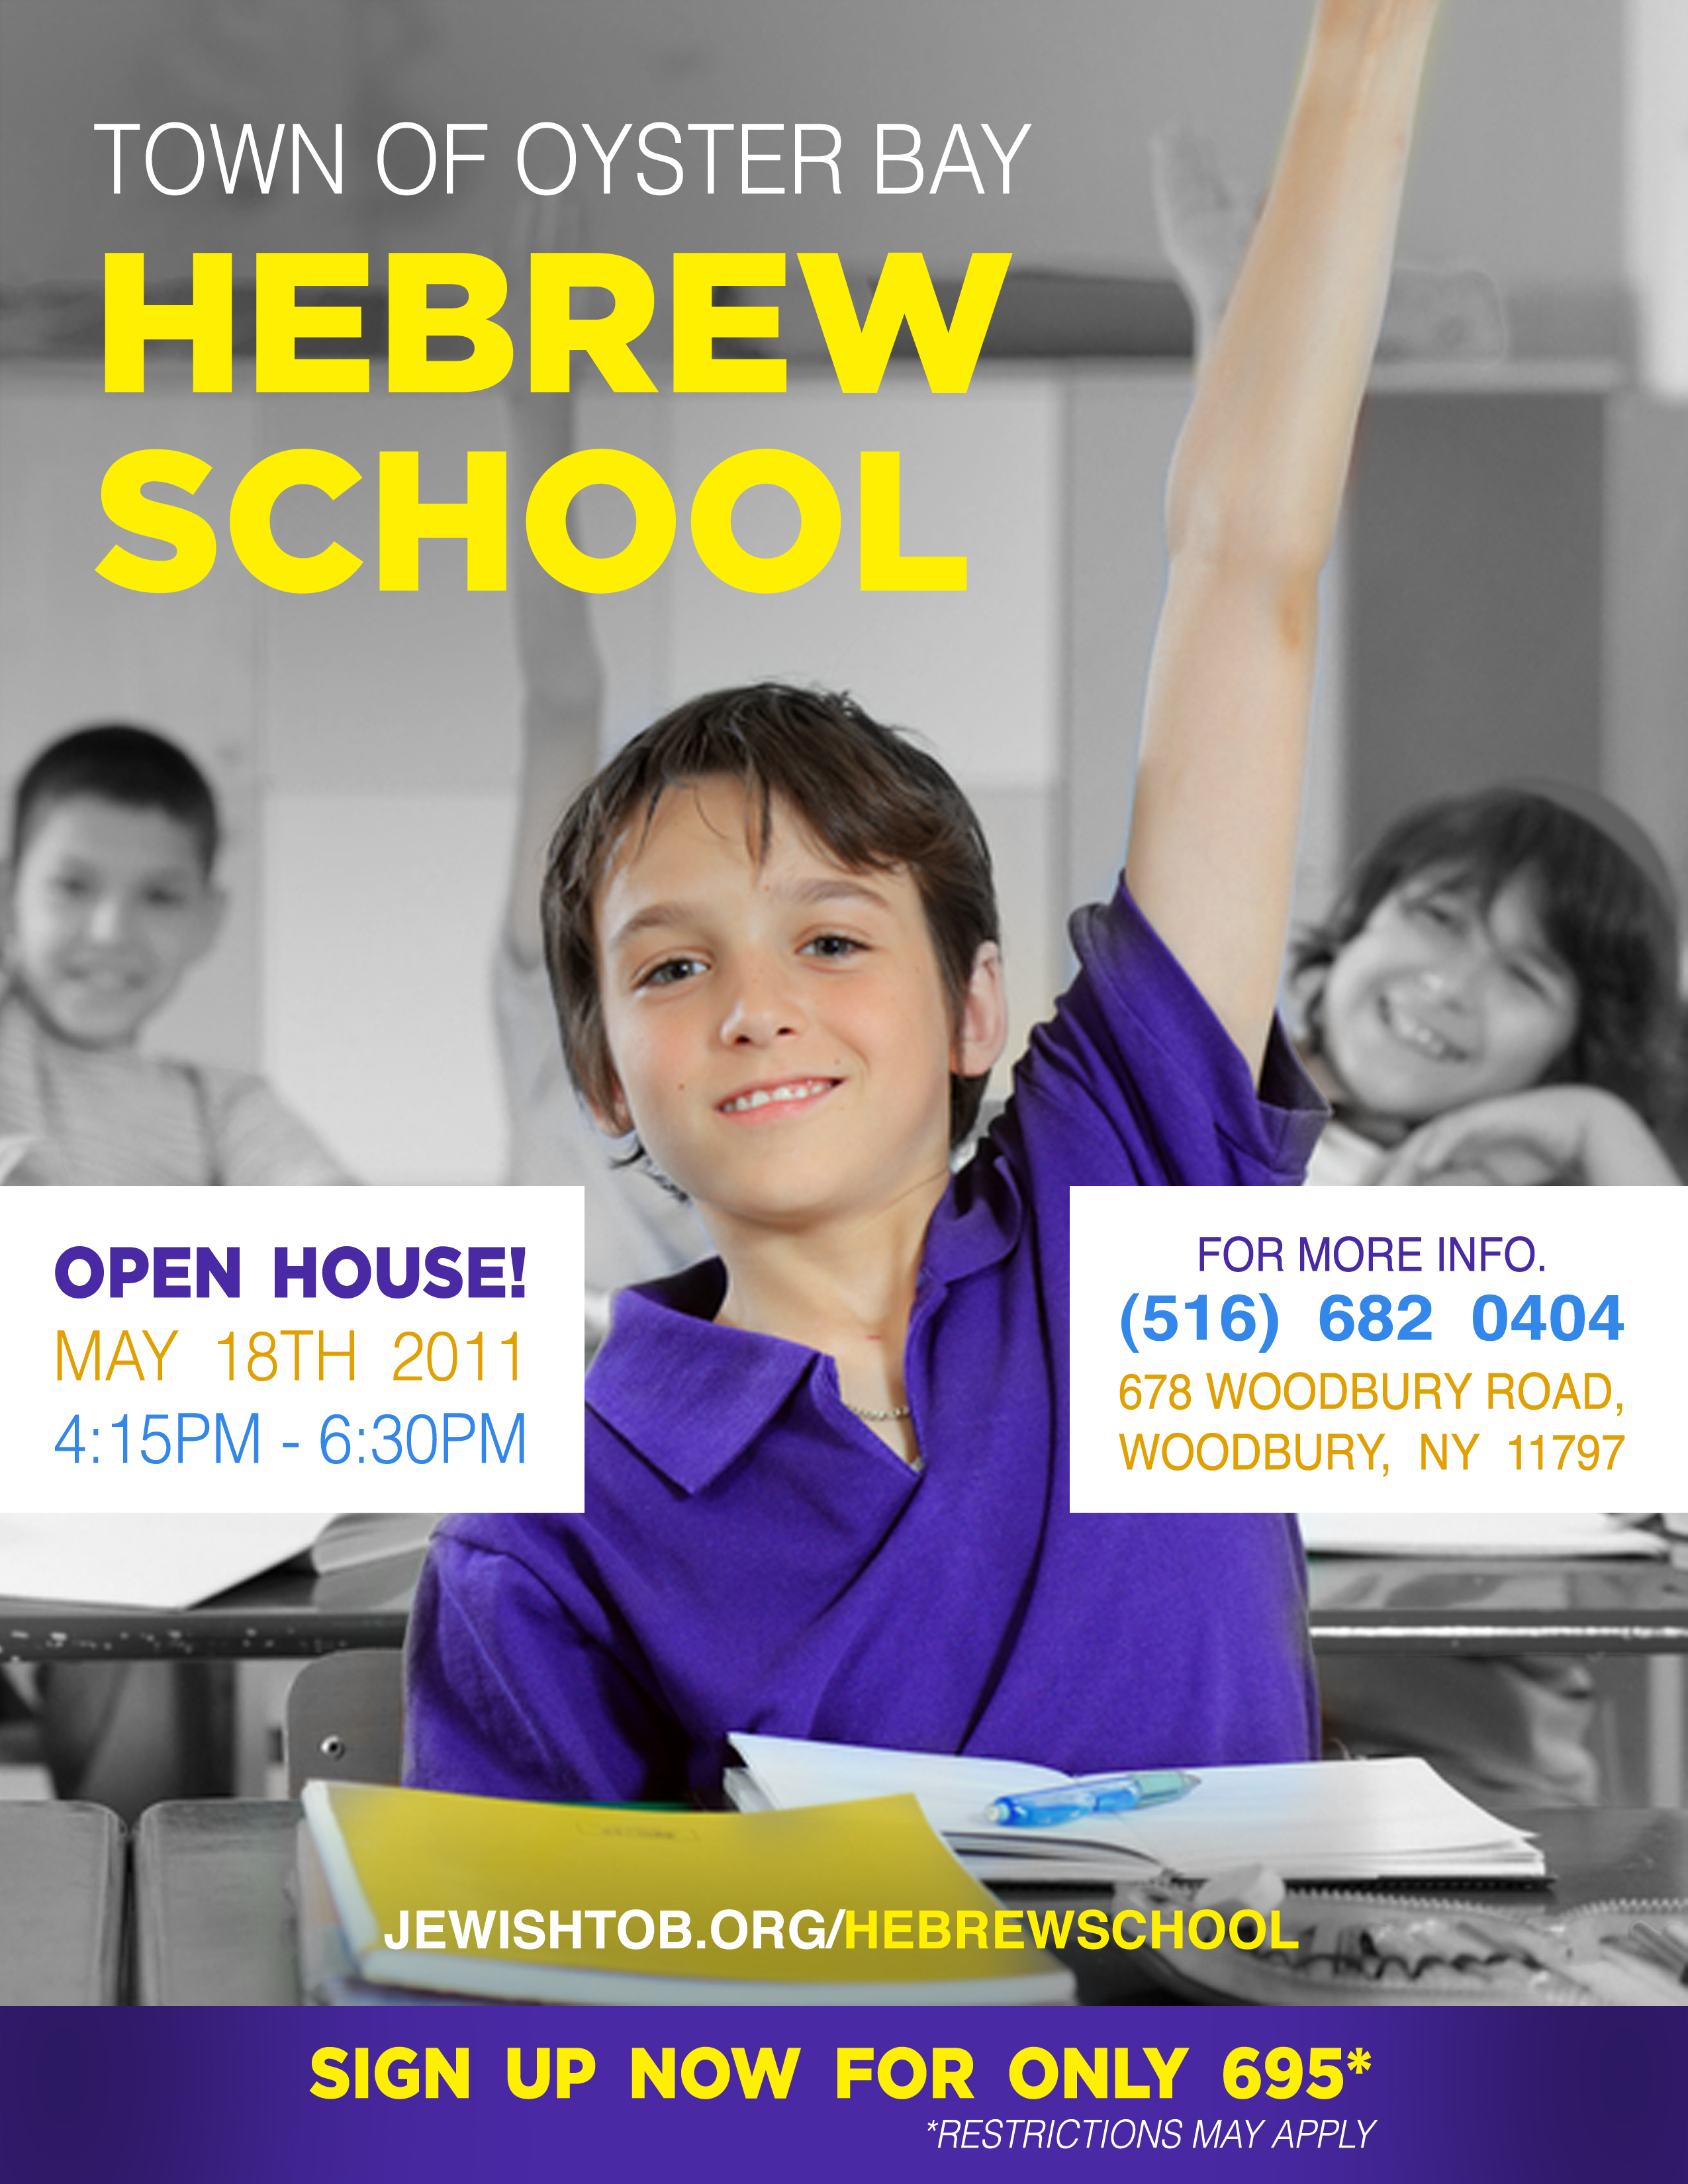 TOWN OF OYSTER BAY
HEBREW
SCHOOL
OPEN HOUSE!
MAY 18TH 2011
4:15PM - 6:30PM
FOR MORE INFO.
(516) 682 0404
678 WOODBURY ROAD,
WOODBURY, NY 11797
JEWISHTOB.ORG/HEBREWSCHOOL
SIGN UP NOW FOR ONLY 695*
*RESTRICTIONS MAY APPLY